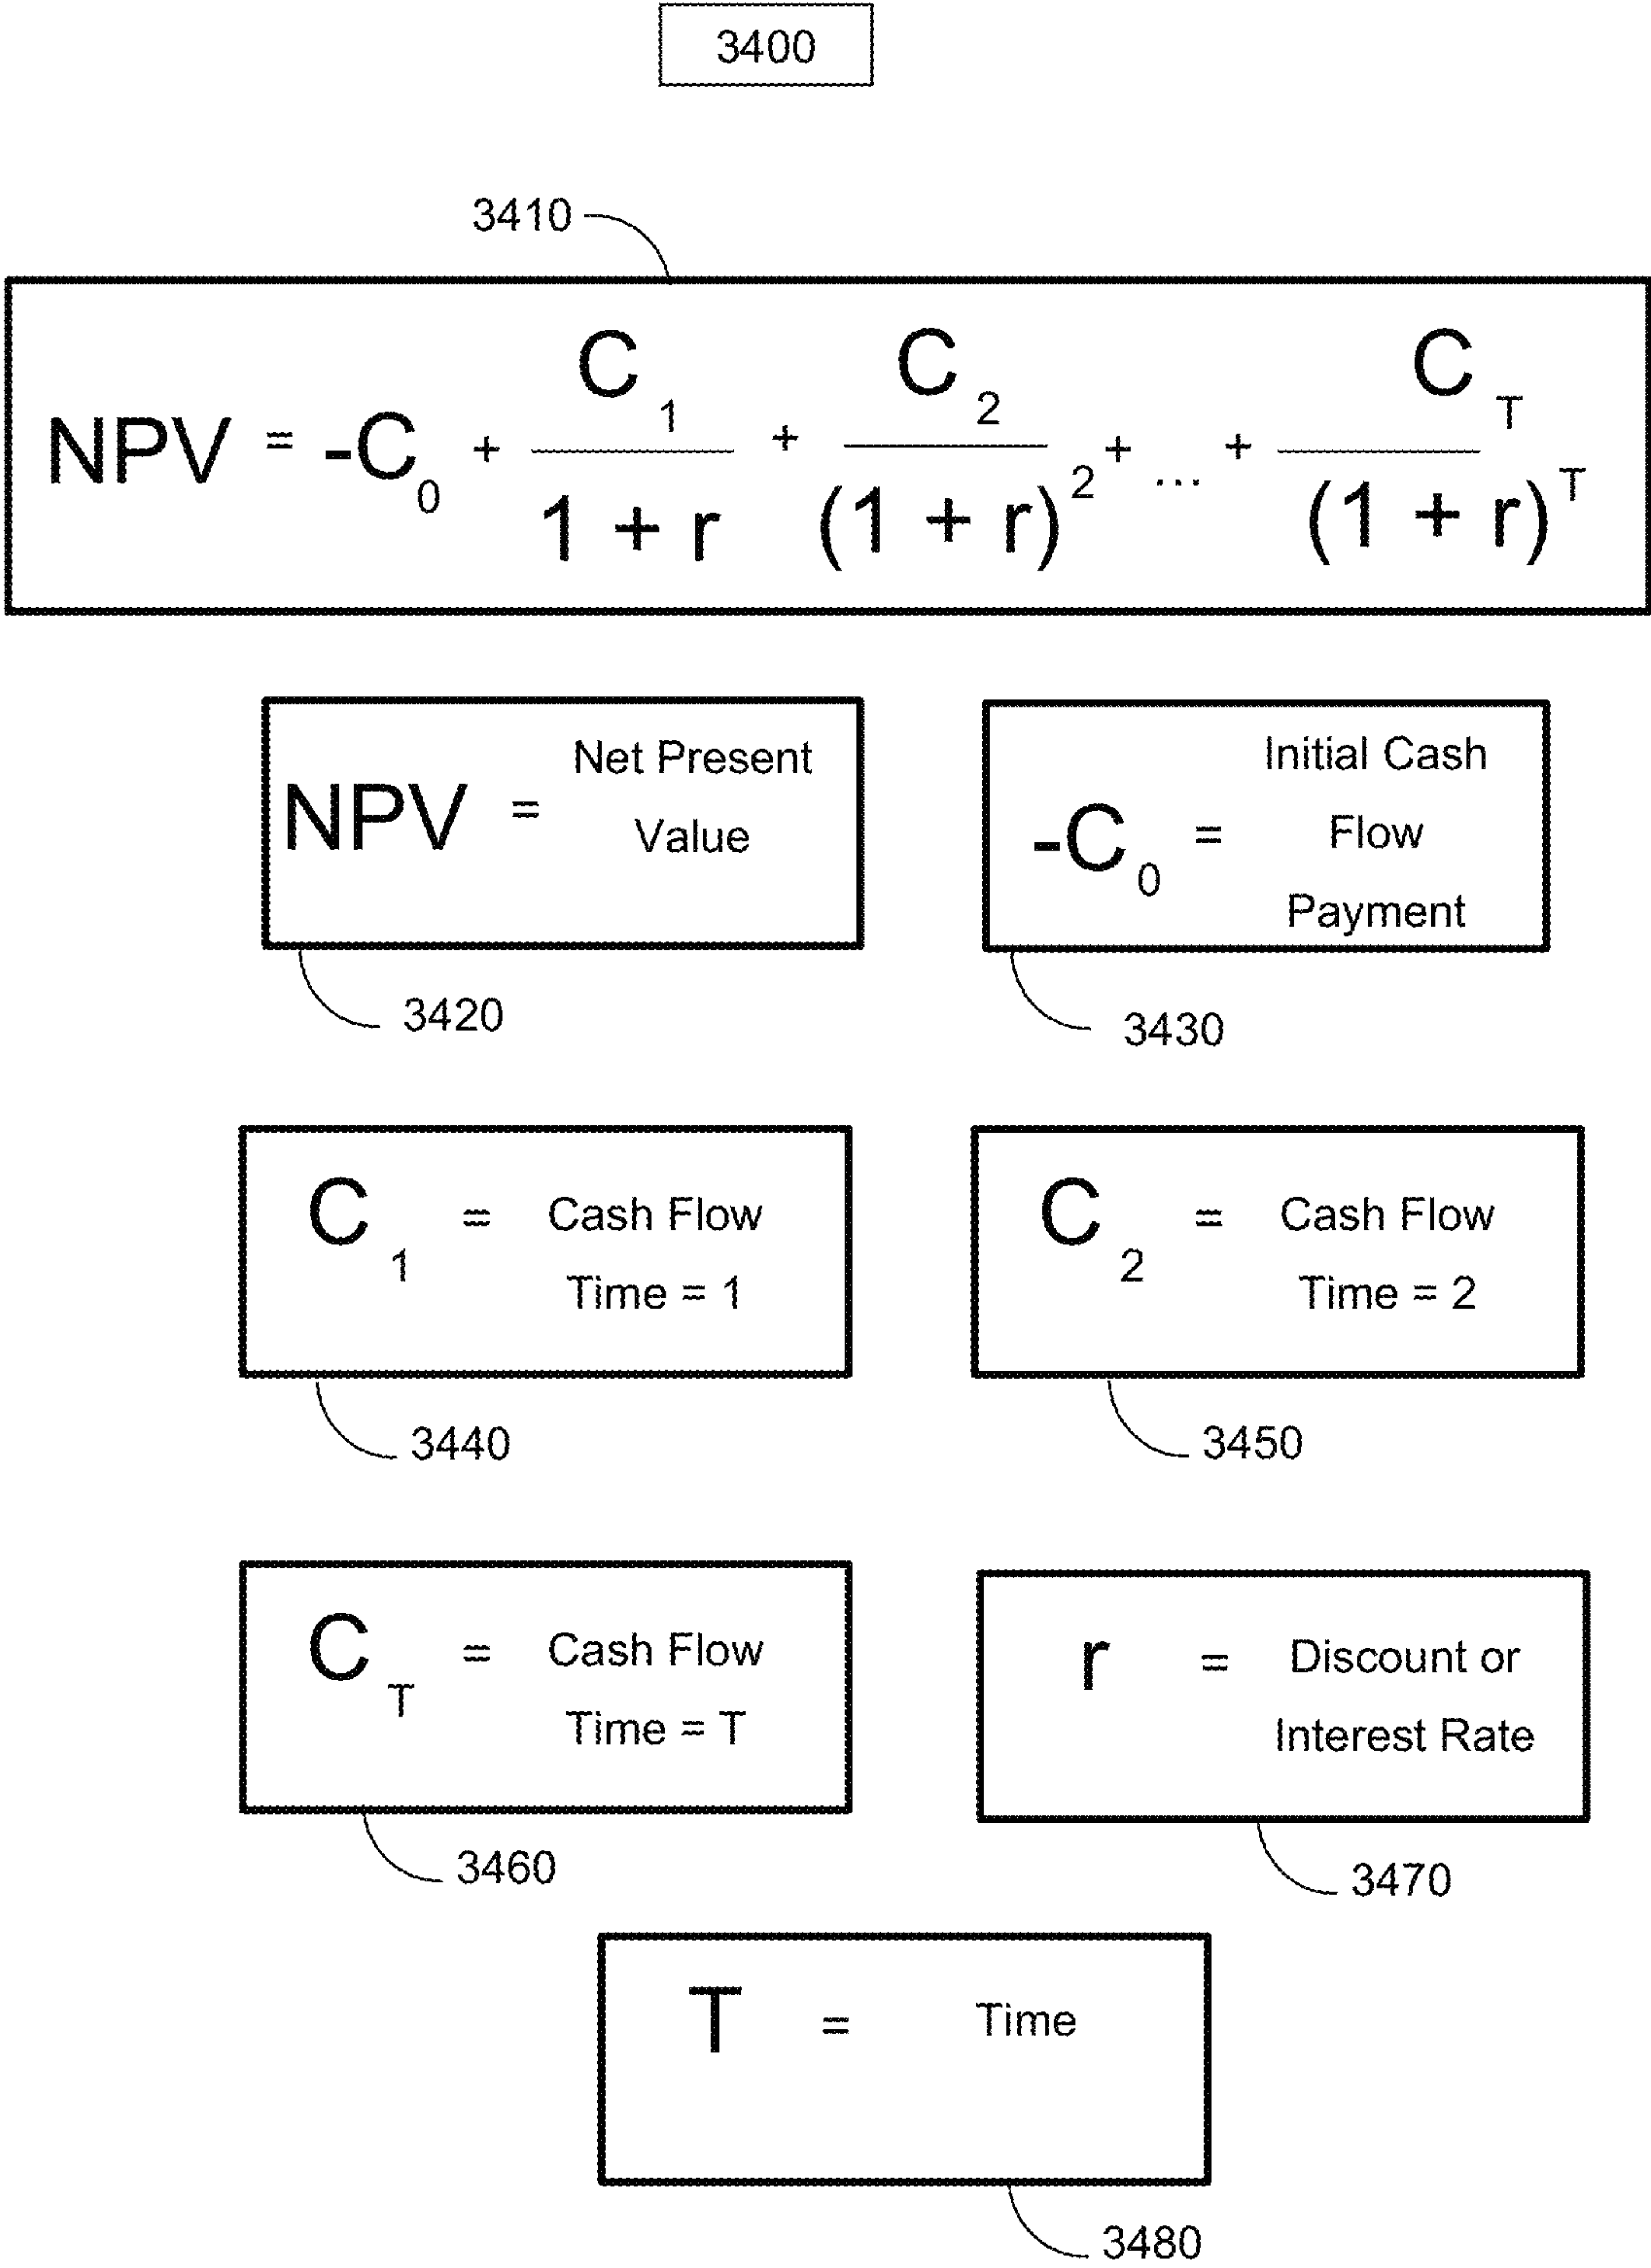 3400
3410
NPV = -C₀ + C₁ / 1 + r + C₂ / (1 + r)² + ... + C_T / (1 + r)^T
NPV = Net Present
Value
-C₀ = Initial Cash
Flow
Payment
3420
3430
C₁ = Cash Flow
Time = 1
C₂ = Cash Flow
Time = 2
3440
3450
C_T = Cash Flow
Time = T
r = Discount or
Interest Rate
3460
3470
T = Time
3480